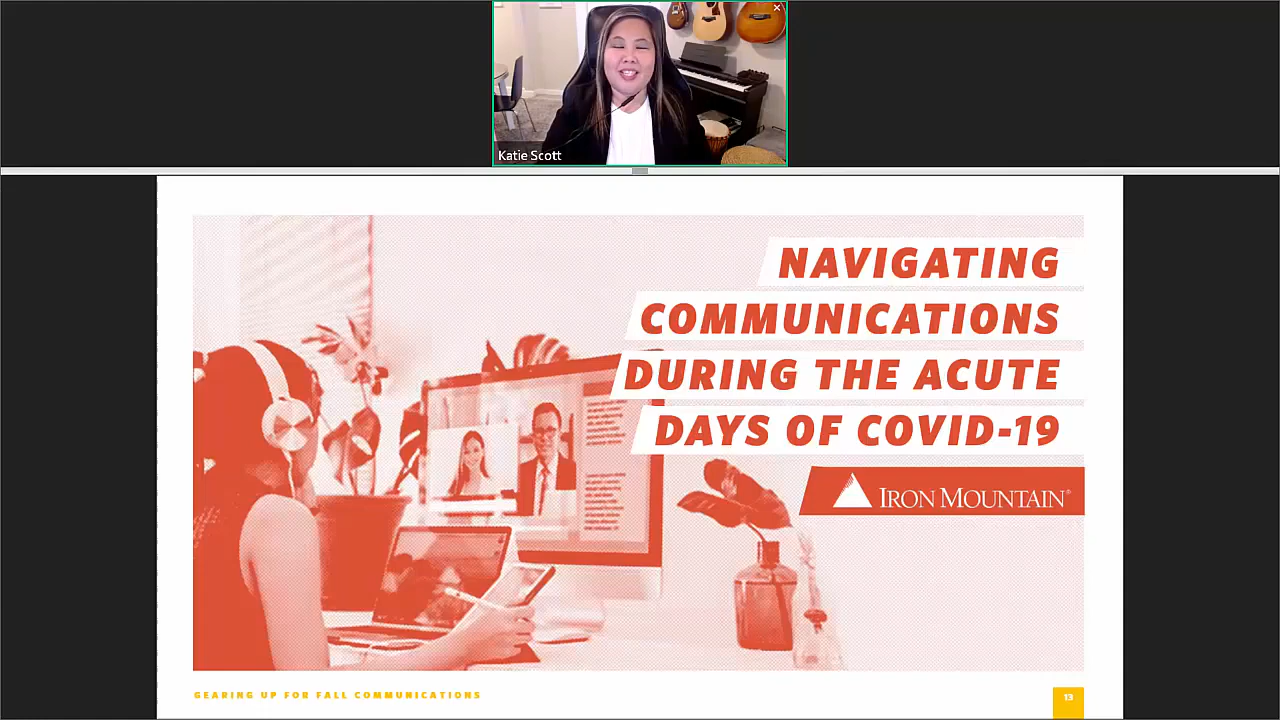 Katie Scott
NAVIGATING
COMMUNICATIONS
DURING THE ACUTE
DAYS OF COVID-19
IRON MOUNTAIN®
GEARING UP FOR FALL COMMUNICATIONS
13